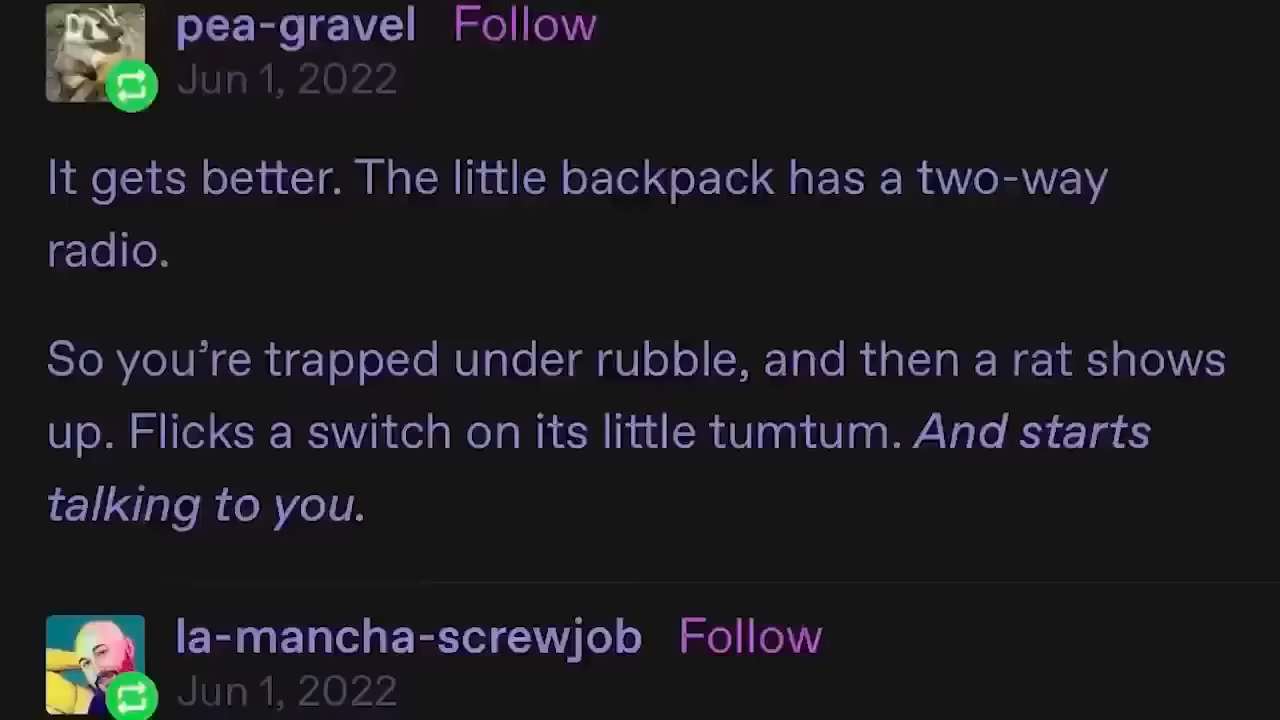 pea-gravel Follow
Jun 1, 2022
It gets better. The little backpack has a two-way
radio.
So you’re trapped under rubble, and then a rat shows
up. Flicks a switch on its little tumtum. And starts
talking to you.
la-mancha-screwjob Follow
Jun 1, 2022